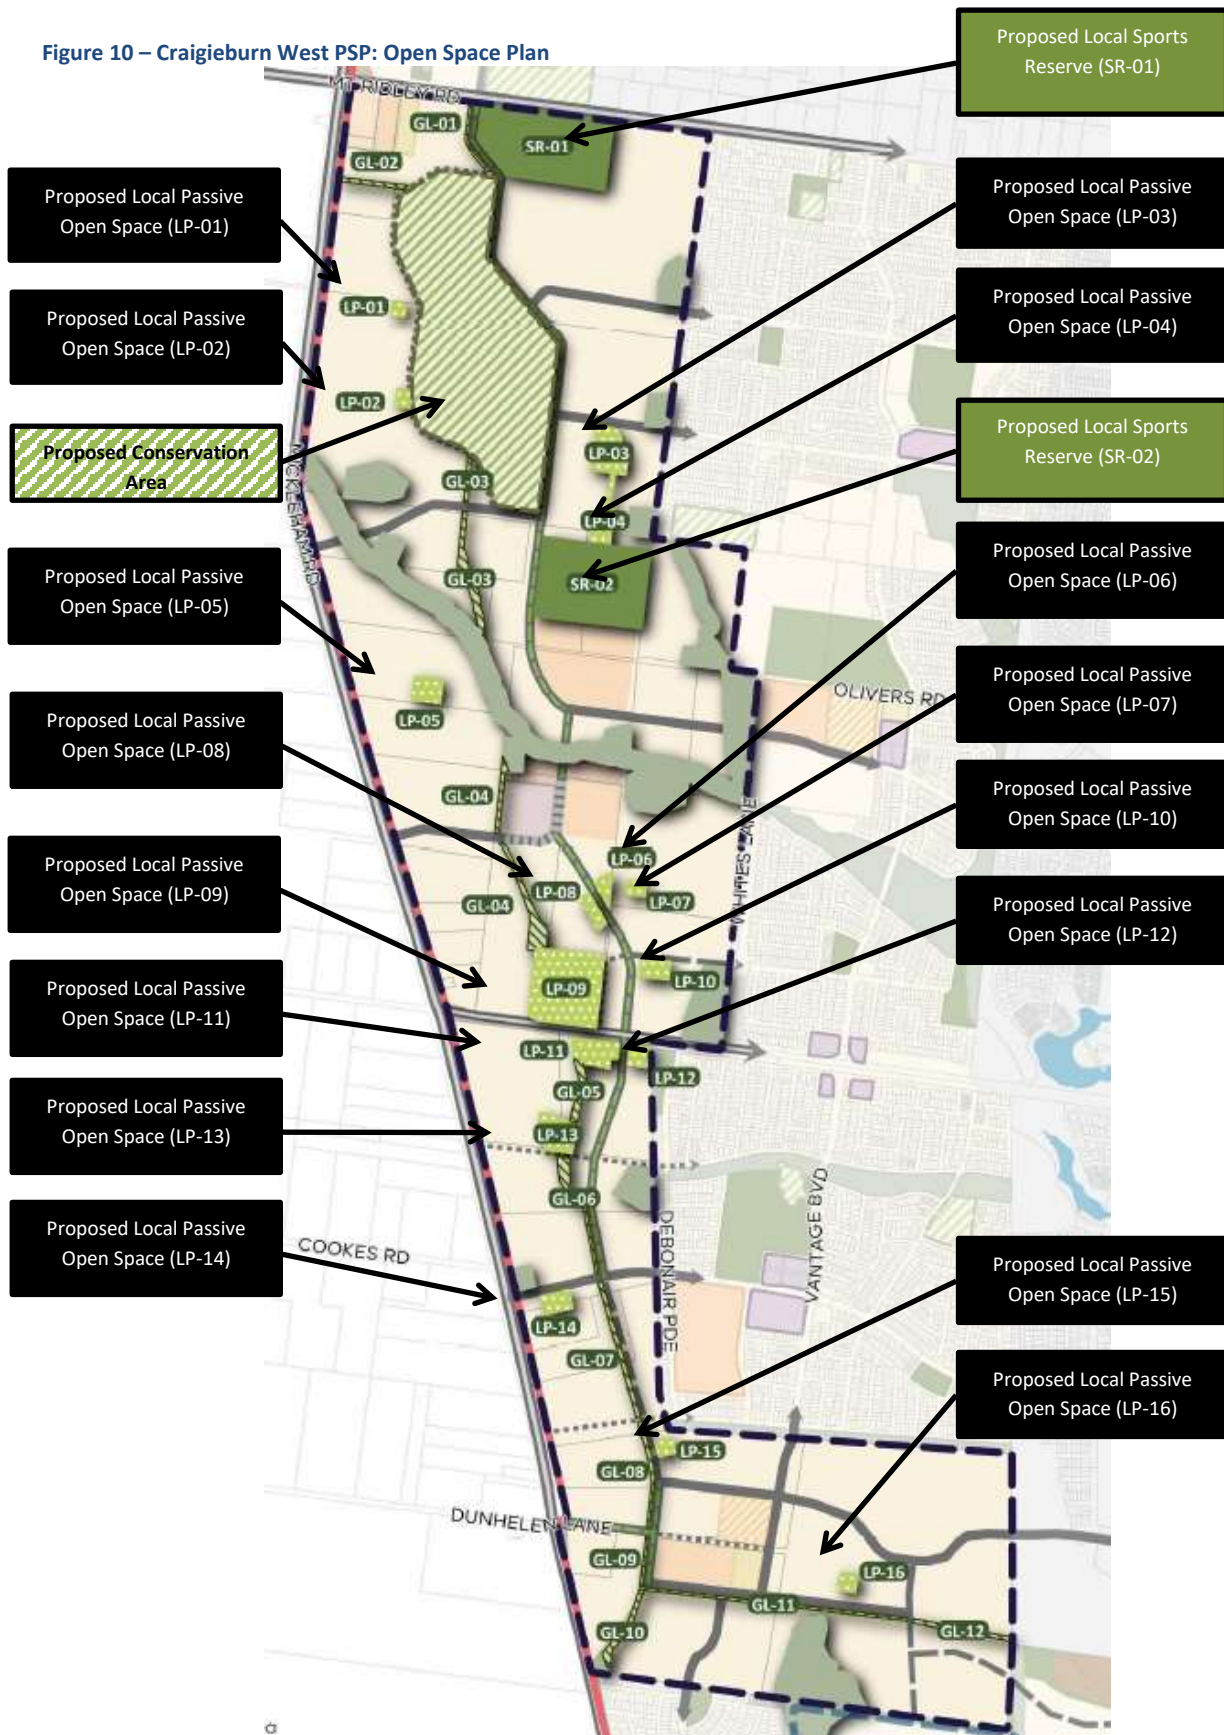 Figure 10 – Craigieburn West PSP: Open Space Plan
Proposed Local Sports
Reserve (SR-01)
MT RIDLEY RD
GL-01
SR-01
GL-02
Proposed Local Passive
Open Space (LP-01)
Proposed Local Passive
Open Space (LP-03)
Proposed Local Passive
Open Space (LP-02)
LP-01
Proposed Local Passive
Open Space (LP-04)
LP-02
Proposed Conservation
Area
Proposed Local Sports
Reserve (SR-02)
MICKLEHAM RD
LP-03
GL-03
LP-04
Proposed Local Passive
Open Space (LP-05)
GL-03
SR-02
Proposed Local Passive
Open Space (LP-06)
Proposed Local Passive
Open Space (LP-08)
LP-05
OLIVERS RD
Proposed Local Passive
Open Space (LP-07)
GL-04
WHITES LANE
Proposed Local Passive
Open Space (LP-10)
Proposed Local Passive
Open Space (LP-09)
LP-06
LP-08
LP-07
GL-04
Proposed Local Passive
Open Space (LP-12)
Proposed Local Passive
Open Space (LP-11)
LP-09
LP-10
LP-11
LP-12
GL-05
Proposed Local Passive
Open Space (LP-13)
LP-13
GL-06
Proposed Local Passive
Open Space (LP-14)
COOKES RD
DEBONAIR PDE
VANTAGE BVD
Proposed Local Passive
Open Space (LP-15)
LP-14
GL-07
Proposed Local Passive
Open Space (LP-16)
LP-15
GL-08
DUNHELEN LANE
GL-09
LP-16
GL-11
GL-10
GL-12